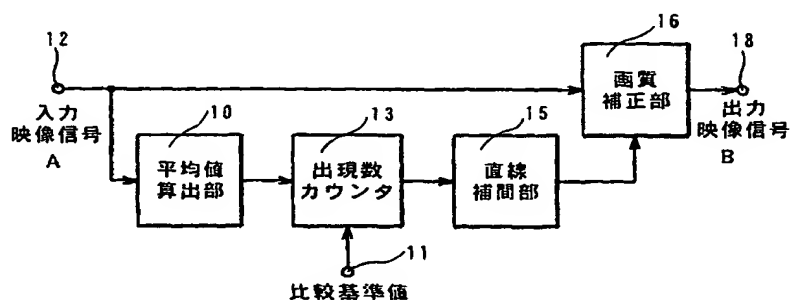 12
入力
映像信号
A
10
平均値
算出部
13
出現数
カウンタ
15
直線
補間部
16
画質
補正部
18
出力
映像信号
B
11
比較基準値